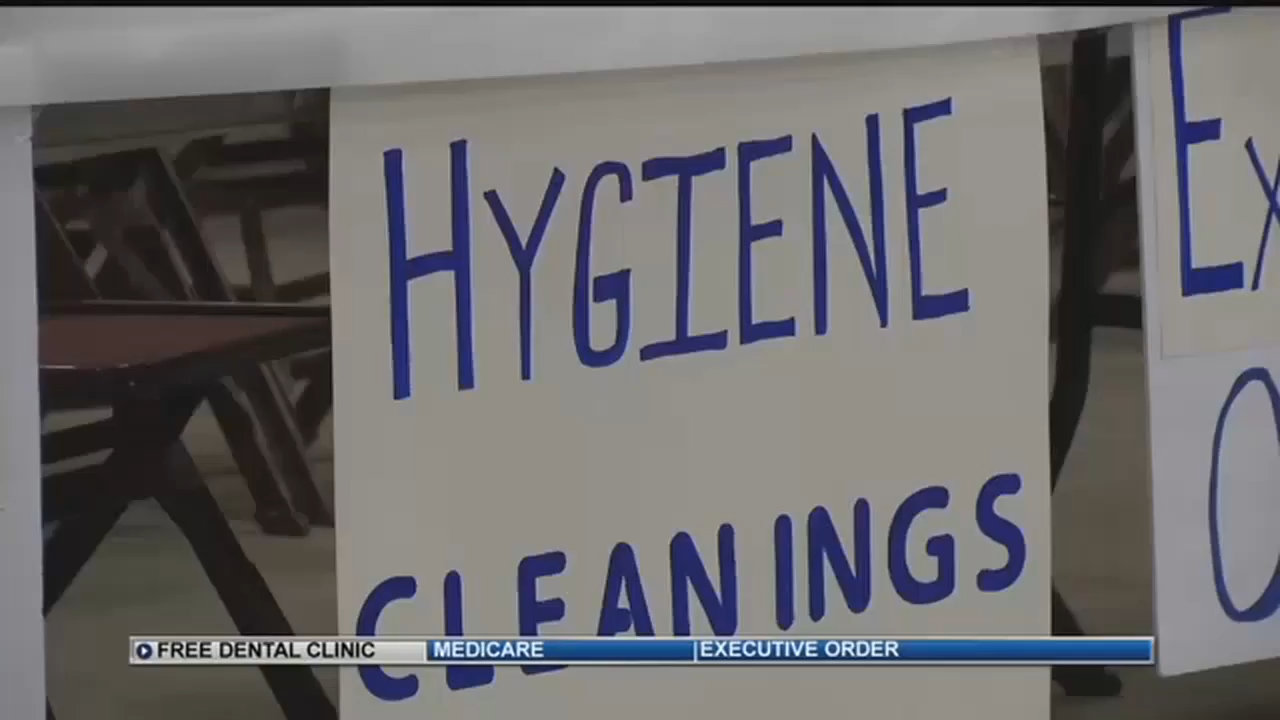 HYGIENE
CLEANINGS
Ex
FREE DENTAL CLINIC
MEDICARE
EXECUTIVE ORDER